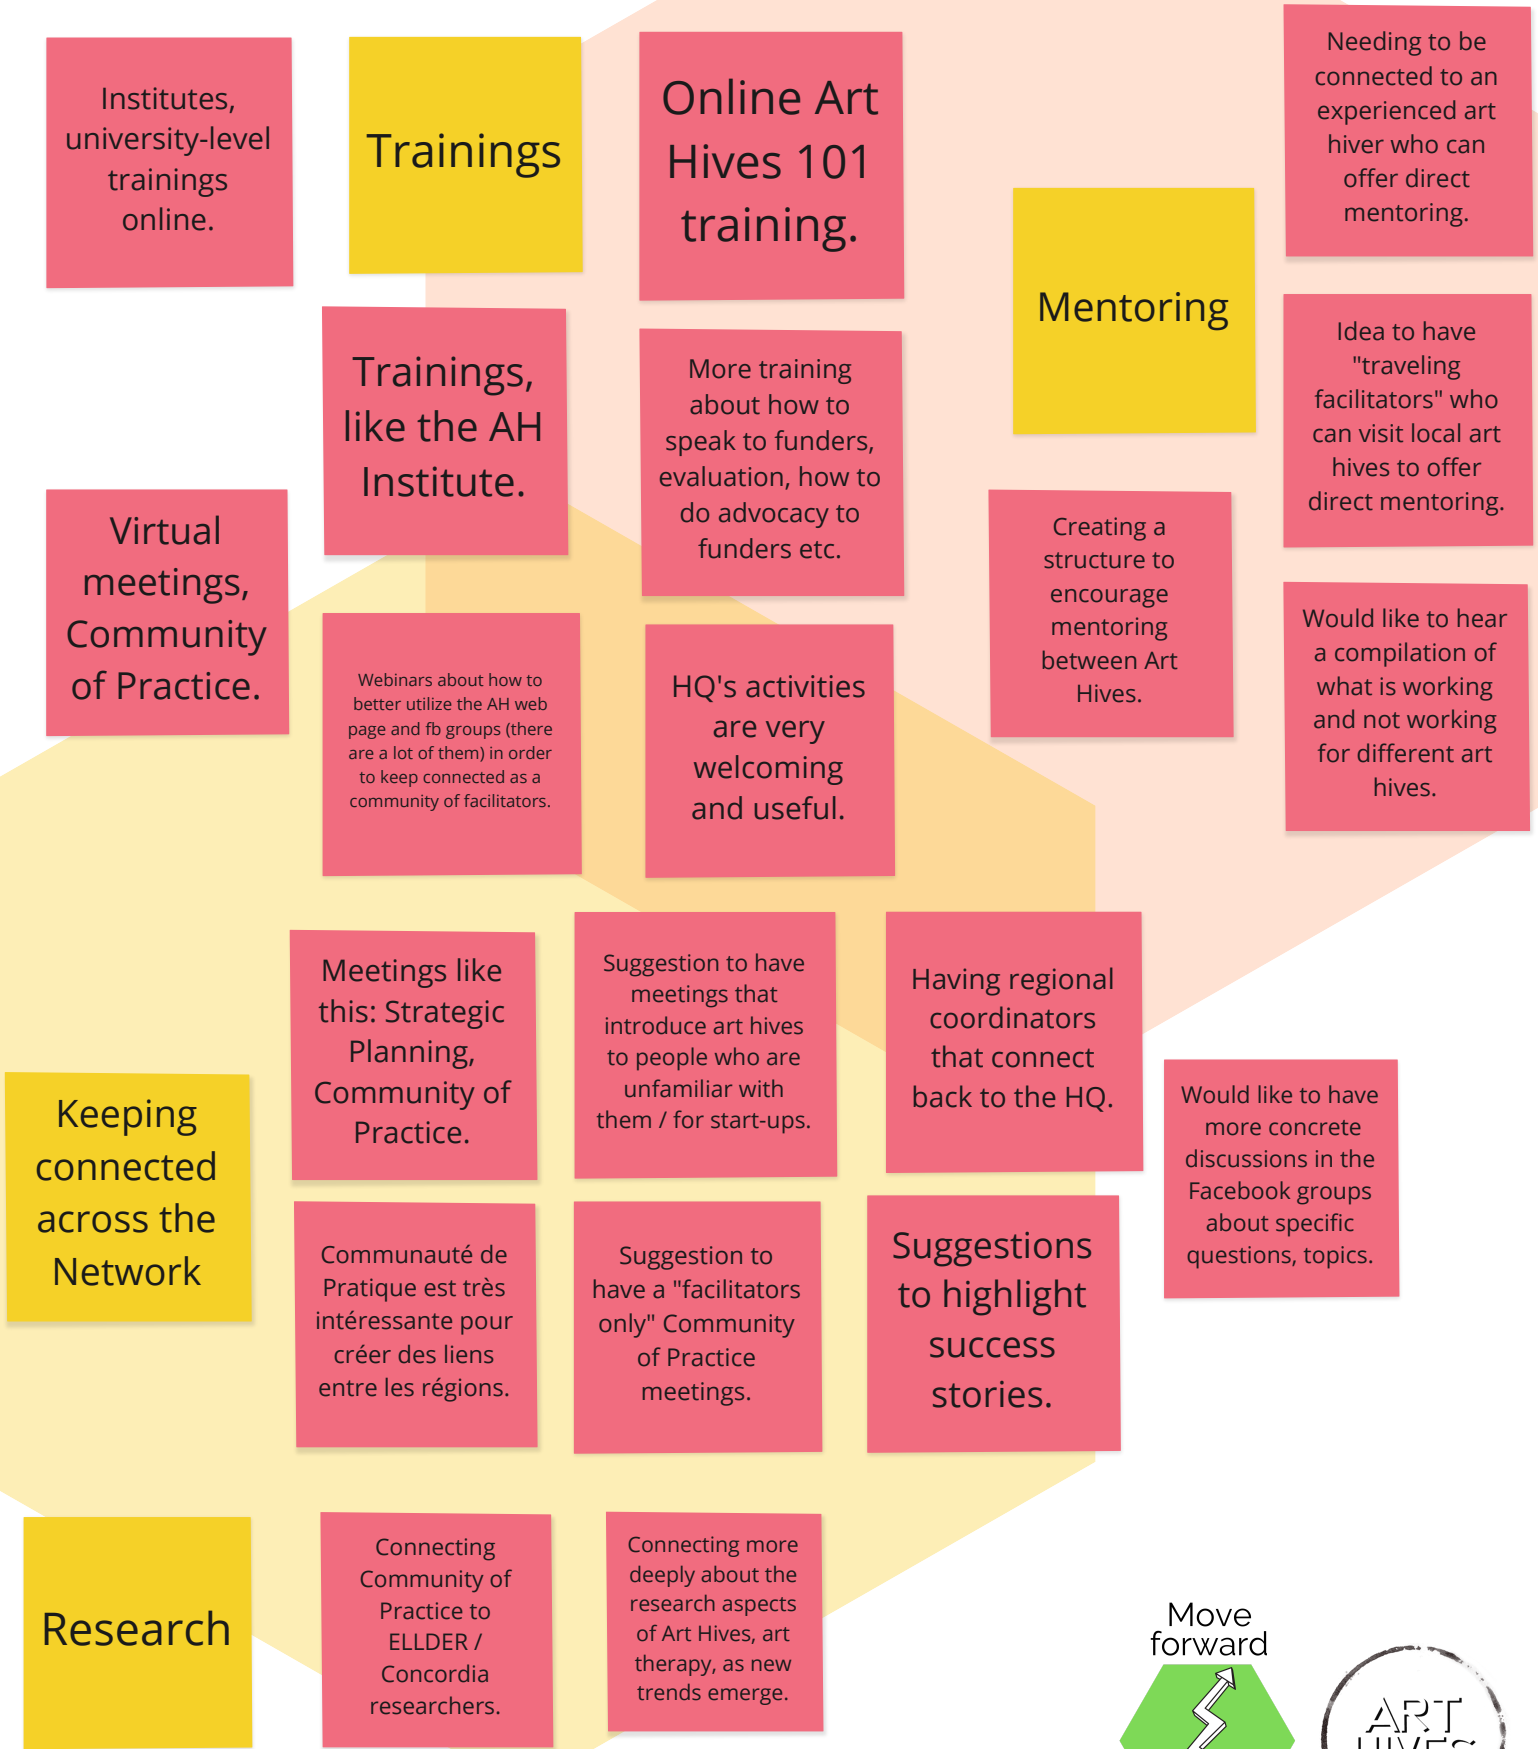 Institutes,
university-level
trainings
online.
Trainings
Online Art
Hives 101
training.
Needing to be
connected to an
experienced art
hiver who can
offer direct
mentoring.
Mentoring
Trainings,
like the AH
Institute.
More training
about how to
speak to funders,
evaluation, how to
do advocacy to
funders etc.
Idea to have
"traveling
facilitators" who
can visit local art
hives to offer
direct mentoring.
Virtual
meetings,
Community
of Practice.
Creating a
structure to
encourage
mentoring
between Art
Hives.
Would like to hear
a compilation of
what is working
and not working
for different art
hives.
Webinars about how to
better utilize the AH web
page and fb groups (there
are a lot of them) in order
to keep connected as a
community of facilitators.
HQ's activities
are very
welcoming
and useful.
Keeping
connected
across the
Network
Meetings like
this: Strategic
Planning,
Community of
Practice.
Suggestion to have
meetings that
introduce art hives
to people who are
unfamiliar with
them / for start-ups.
Having regional
coordinators
that connect
back to the HQ.
Would like to have
more concrete
discussions in the
Facebook groups
about specific
questions, topics.
Communauté de
Pratique est très
intéressante pour
créer des liens
entre les régions.
Suggestion to
have a "facilitators
only" Community
of Practice
meetings.
Suggestions
to highlight
success
stories.
Research
Connecting
Community of
Practice to
ELLDER /
Concordia
researchers.
Connecting more
deeply about the
research aspects
of Art Hives, art
therapy, as new
trends emerge.
Move
forward
ART
HIVES